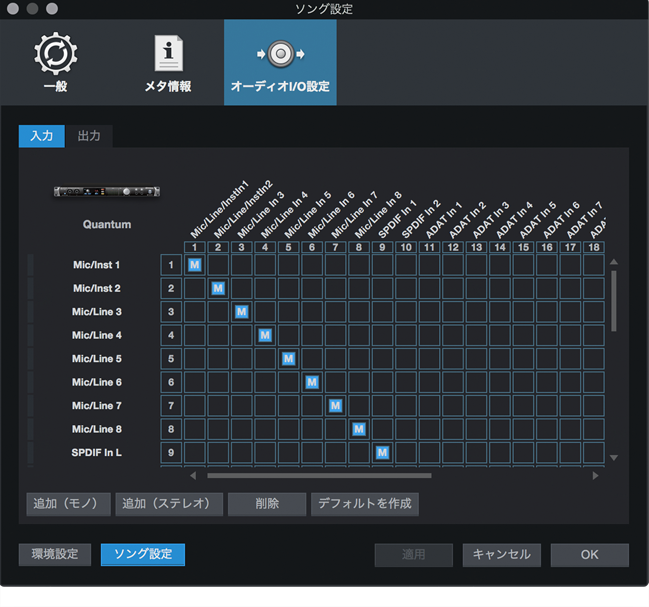 ソング設定
一般
メタ情報
オーディオI/O設定
入力
出力
Quantum
Mic/Line/InstIn1
Mic/Line/InstIn2
Mic/Line In 3
Mic/Line In 4
Mic/Line In 5
Mic/Line In 6
Mic/Line In 7
Mic/Line In 8
SPDIF In 1
SPDIF In 2
ADAT In 1
ADAT In 2
ADAT In 3
ADAT In 4
ADAT In 5
ADAT In 6
ADAT In 7
ADA
1 2 3 4 5 6 7 8 9 10 11 12 13 14 15 16 17 18
Mic/Inst 1 1 M
Mic/Inst 2 2 M
Mic/Line 3 3 M
Mic/Line 4 4 M
Mic/Line 5 5 M
Mic/Line 6 6 M
Mic/Line 7 7 M
Mic/Line 8 8 M
SPDIF In L 9 M
追加（モノ） 追加（ステレオ） 削除 デフォルトを作成
環境設定 ソング設定 適用 キャンセル OK